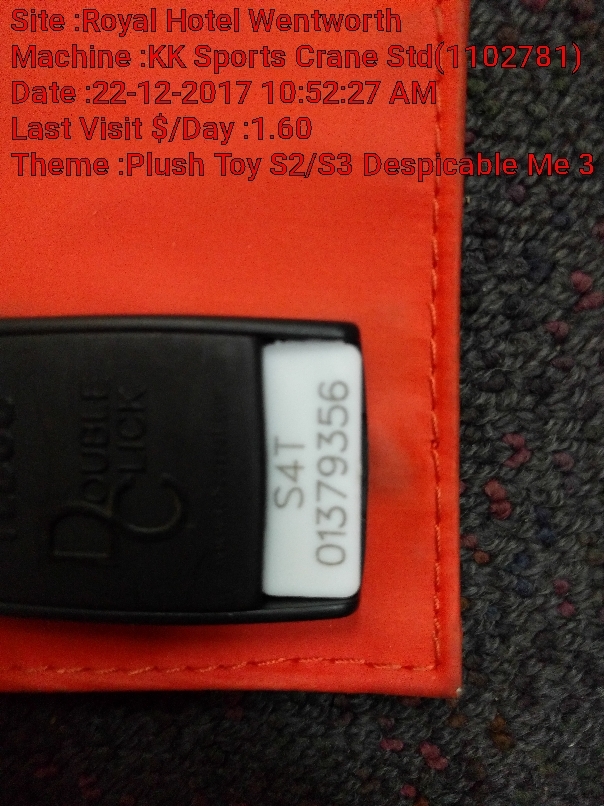 Site :Royal Hotel Wentworth
Machine :KK Sports Crane Std(1102781)
Date :22-12-2017 10:52:27 AM
Last Visit $/Day :1.60
Theme :Plush Toy S2/S3 Despicable Me 3
DOUBLE
CLICK
S4T
01379356